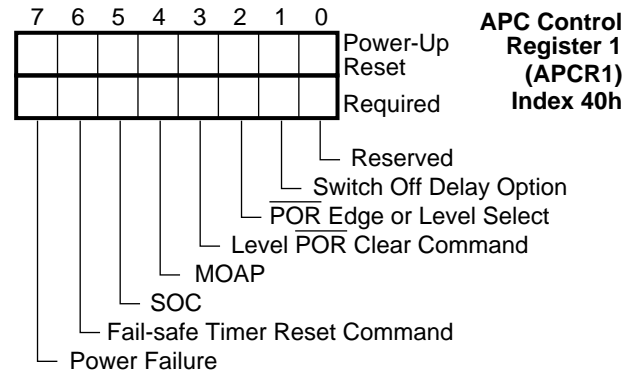 7 6 5 4 3 2 1 0
APC Control
Register 1
(APCR1)
Index 40h
Power-Up
Reset
Required
Reserved
Switch Off Delay Option
POR Edge or Level Select
Level POR Clear Command
MOAP
SOC
Fail-safe Timer Reset Command
Power Failure